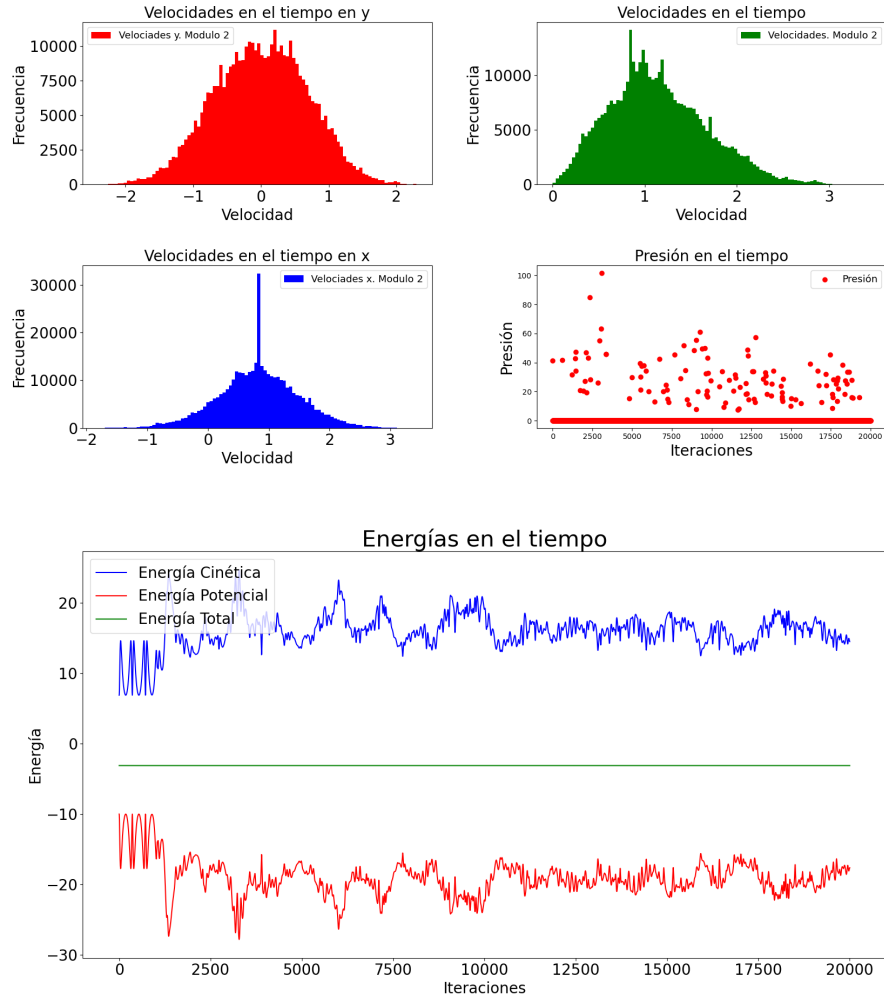 Velocidades en el tiempo en y
Frecuencia
10000
7500
5000
2500
0
Velociades y. Modulo 2
−2
−1
0
1
2
Velocidad
Velocidades en el tiempo
Frecuencia
10000
5000
0
Velocidades. Modulo 2
0
1
2
3
Velocidad
Velocidades en el tiempo en x
Frecuencia
30000
20000
10000
0
Velociades x. Modulo 2
−2
−1
0
1
2
3
Velocidad
Presión en el tiempo
Presión
100
80
60
40
20
0
Presión
0
2500
5000
7500
10000
12500
15000
17500
20000
Iteraciones
Energías en el tiempo
Energía
20
10
0
−10
−20
−30
Energía Cinética
Energía Potencial
Energía Total
0
2500
5000
7500
10000
12500
15000
17500
20000
Iteraciones